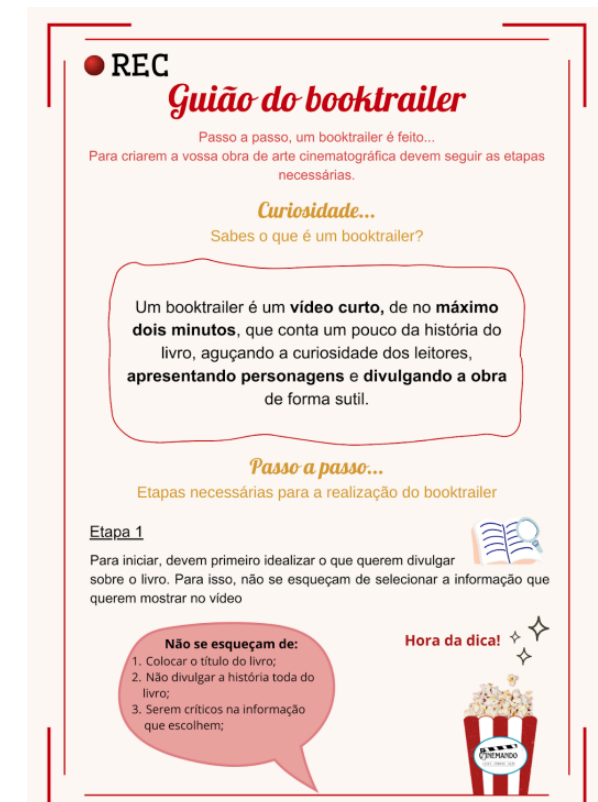 REC
Guião do booktrailer
Passo a passo, um booktrailer é feito...
Para criarem a vossa obra de arte cinematográfica devem seguir as etapas
necessárias.
Curiosidade...
Sabes o que é um booktrailer?
Um booktrailer é um vídeo curto, de no máximo
dois minutos, que conta um pouco da história do
livro, aguçando a curiosidade dos leitores,
apresentando personagens e divulgando a obra
de forma sutil.
Passo a passo...
Etapas necessárias para a realização do booktrailer
Etapa 1
Para iniciar, devem primeiro idealizar o que querem divulgar
sobre o livro. Para isso, não se esqueçam de selecionar a informação que
querem mostrar no vídeo
Não se esqueçam de:
1. Colocar o título do livro;
2. Não divulgar a história toda do
livro;
3. Serem críticos na informação
que escolhem;
Hora da dica!
CINEMANDO